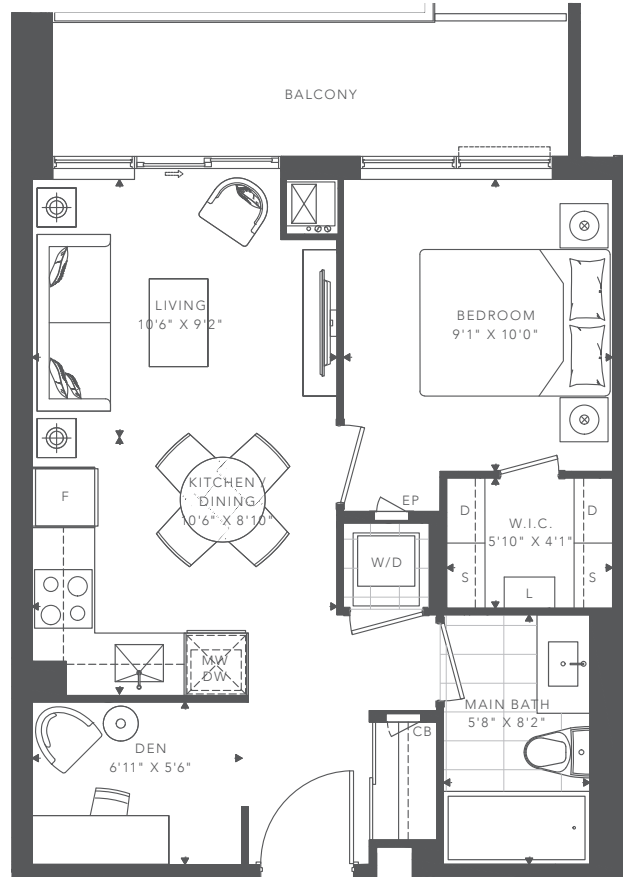 BALCONY
LIVING
10'6" X 9'2"
BEDROOM
9'1" X 10'0"
F
KITCHEN /
DINING
10'6" X 8'10"
EP
W/D
D
D
W.I.C.
5'10" X 4'1"
S
S
L
MW
DW
MAIN BATH
5'8" X 8'2"
CB
DEN
6'11" X 5'6"